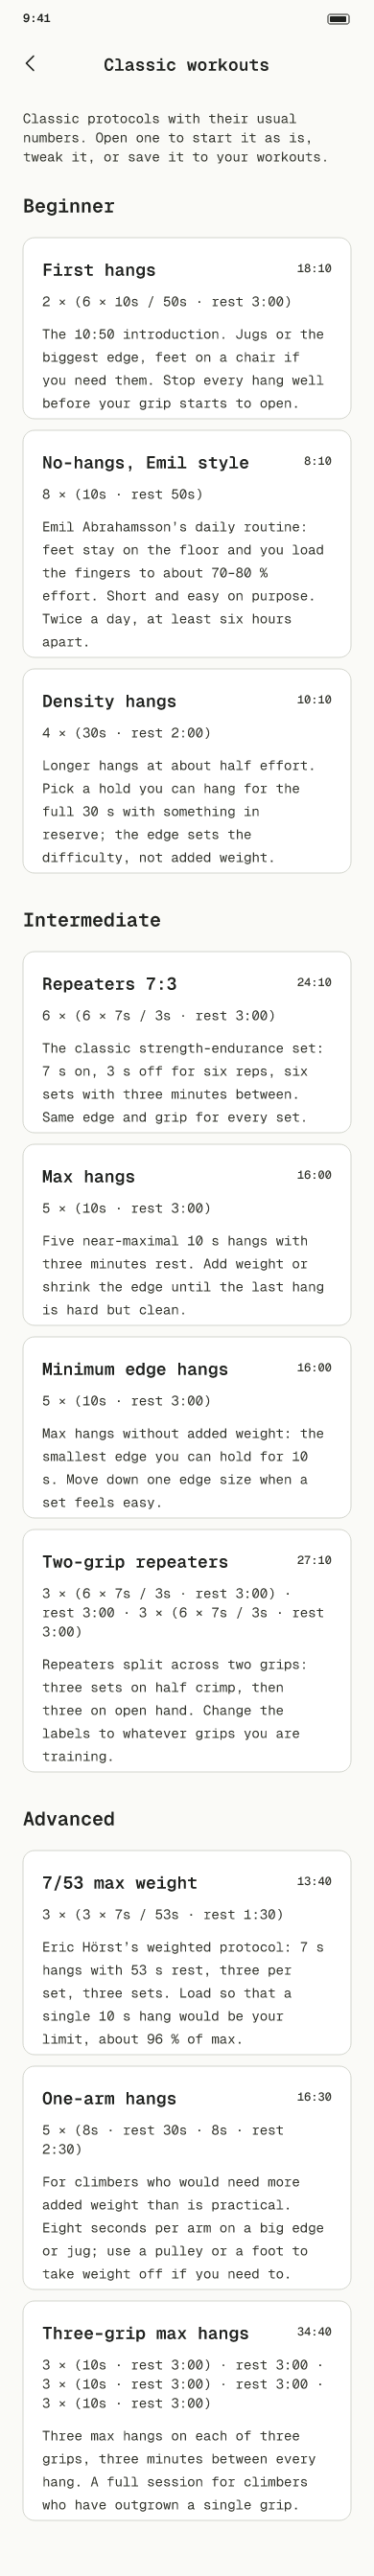 9:41
Classic workouts
Classic protocols with their usual
numbers. Open one to start it as is,
tweak it, or save it to your workouts.
Beginner
First hangs 18:10
2 × (6 × 10s / 50s · rest 3:00)
The 10:50 introduction. Jugs or the
biggest edge, feet on a chair if
you need them. Stop every hang well
before your grip starts to open.
No-hangs, Emil style 8:10
8 × (10s · rest 50s)
Emil Abrahamsson's daily routine:
feet stay on the floor and you load
the fingers to about 70–80 %
effort. Short and easy on purpose.
Twice a day, at least six hours
apart.
Density hangs 10:10
4 × (30s · rest 2:00)
Longer hangs at about half effort.
Pick a hold you can hang for the
full 30 s with something in
reserve; the edge sets the
difficulty, not added weight.
Intermediate
Repeaters 7:3 24:10
6 × (6 × 7s / 3s · rest 3:00)
The classic strength-endurance set:
7 s on, 3 s off for six reps, six
sets with three minutes between.
Same edge and grip for every set.
Max hangs 16:00
5 × (10s · rest 3:00)
Five near-maximal 10 s hangs with
three minutes rest. Add weight or
shrink the edge until the last hang
is hard but clean.
Minimum edge hangs 16:00
5 × (10s · rest 3:00)
Max hangs without added weight: the
smallest edge you can hold for 10
s. Move down one edge size when a
set feels easy.
Two-grip repeaters 27:10
3 × (6 × 7s / 3s · rest 3:00) ·
rest 3:00 · 3 × (6 × 7s / 3s · rest
3:00)
Repeaters split across two grips:
three sets on half crimp, then
three on open hand. Change the
labels to whatever grips you are
training.
Advanced
7/53 max weight 13:40
3 × (3 × 7s / 53s · rest 1:30)
Eric Hörst's weighted protocol: 7 s
hangs with 53 s rest, three per
set, three sets. Load so that a
single 10 s hang would be your
limit, about 96 % of max.
One-arm hangs 16:30
5 × (8s · rest 30s · 8s · rest
2:30)
For climbers who would need more
added weight than is practical.
Eight seconds per arm on a big edge
or jug; use a pulley or a foot to
take weight off if you need to.
Three-grip max hangs 34:40
3 × (10s · rest 3:00) · rest 3:00 ·
3 × (10s · rest 3:00) · rest 3:00 ·
3 × (10s · rest 3:00)
Three max hangs on each of three
grips, three minutes between every
hang. A full session for climbers
who have outgrown a single grip.